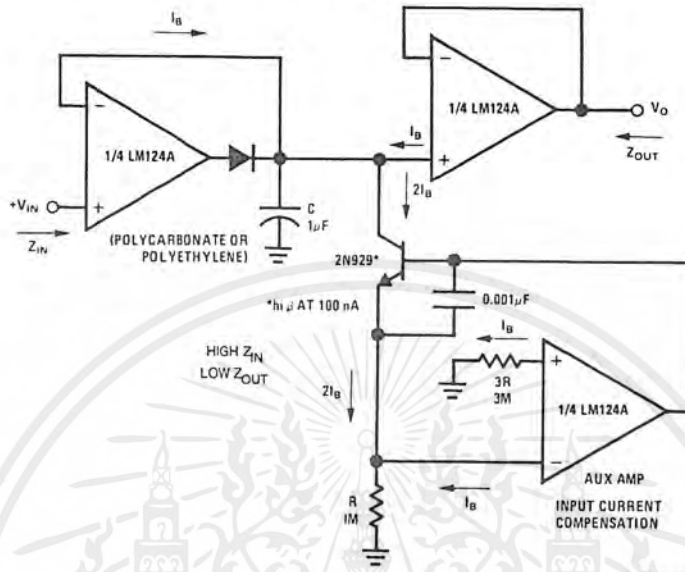 I_B
−
1/4 LM124A
+
+V_IN
Z_IN
−
1/4 LM124A
+
V_O
Z_OUT
I_B
2I_B
C
1µF
(POLYCARBONATE OR
POLYETHYLENE)
2N929*
*hi β AT 100 nA
0.001µF
HIGH Z_IN
LOW Z_OUT
2I_B
I_B
3R
3M
+
1/4 LM124A
−
I_B
R
1M
AUX AMP
INPUT CURRENT
COMPENSATION